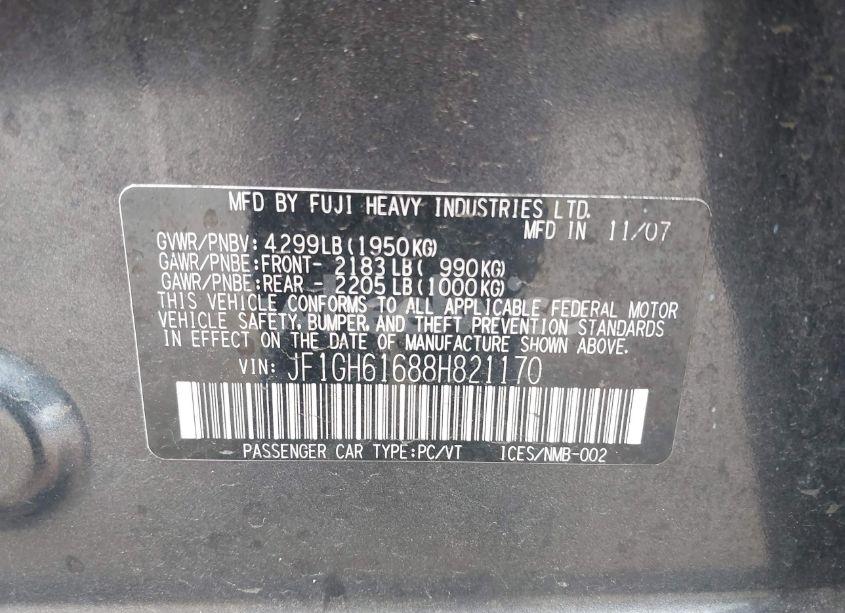 MFD BY FUJI HEAVY INDUSTRIES LTD.
MFD IN 11/07
GVWR/PNBV: 4299LB(1950KG)
GAWR/PNBE:FRONT- 2183LB( 990KG)
GAWR/PNBE:REAR - 2205LB(1000KG)
THIS VEHICLE CONFORMS TO ALL APPLICABLE FEDERAL MOTOR
VEHICLE SAFETY, BUMPER, AND THEFT PREVENTION STANDARDS
IN EFFECT ON THE DATE OF MANUFACTURE SHOWN ABOVE.
VIN: JF1GH61688H821170
PASSENGER CAR TYPE:PC/VT ICES/NMB-002